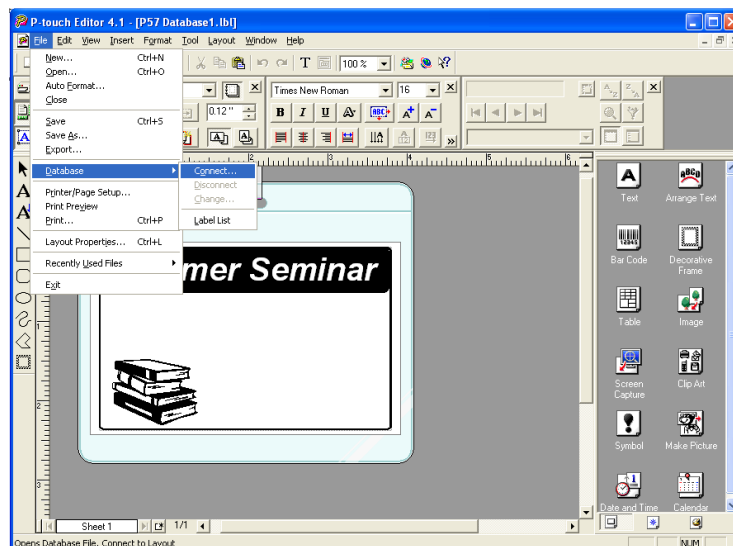 P-touch Editor 4.1 - [P57 Database1.lbl]
File Edit View Insert Format Tool Layout Window Help
New... Ctrl+N
Open... Ctrl+O
Auto Format...
Close
Save Ctrl+S
Save As...
Export...
Database
Printer/Page Setup...
Print Preview
Print... Ctrl+P
Layout Properties... Ctrl+L
Recently Used Files
Exit
Connect...
Disconnect
Change...
Label List
100 %
Times New Roman 16
0.12 "
B I U
mer Seminar
Text
Arrange Text
Bar Code
Decorative
Frame
Table
Image
Screen
Capture
Clip Art
Symbol
Make Picture
Date and Time
Calendar
Sheet 1
1/1
Opens Database File. Connect to Layout
NUM